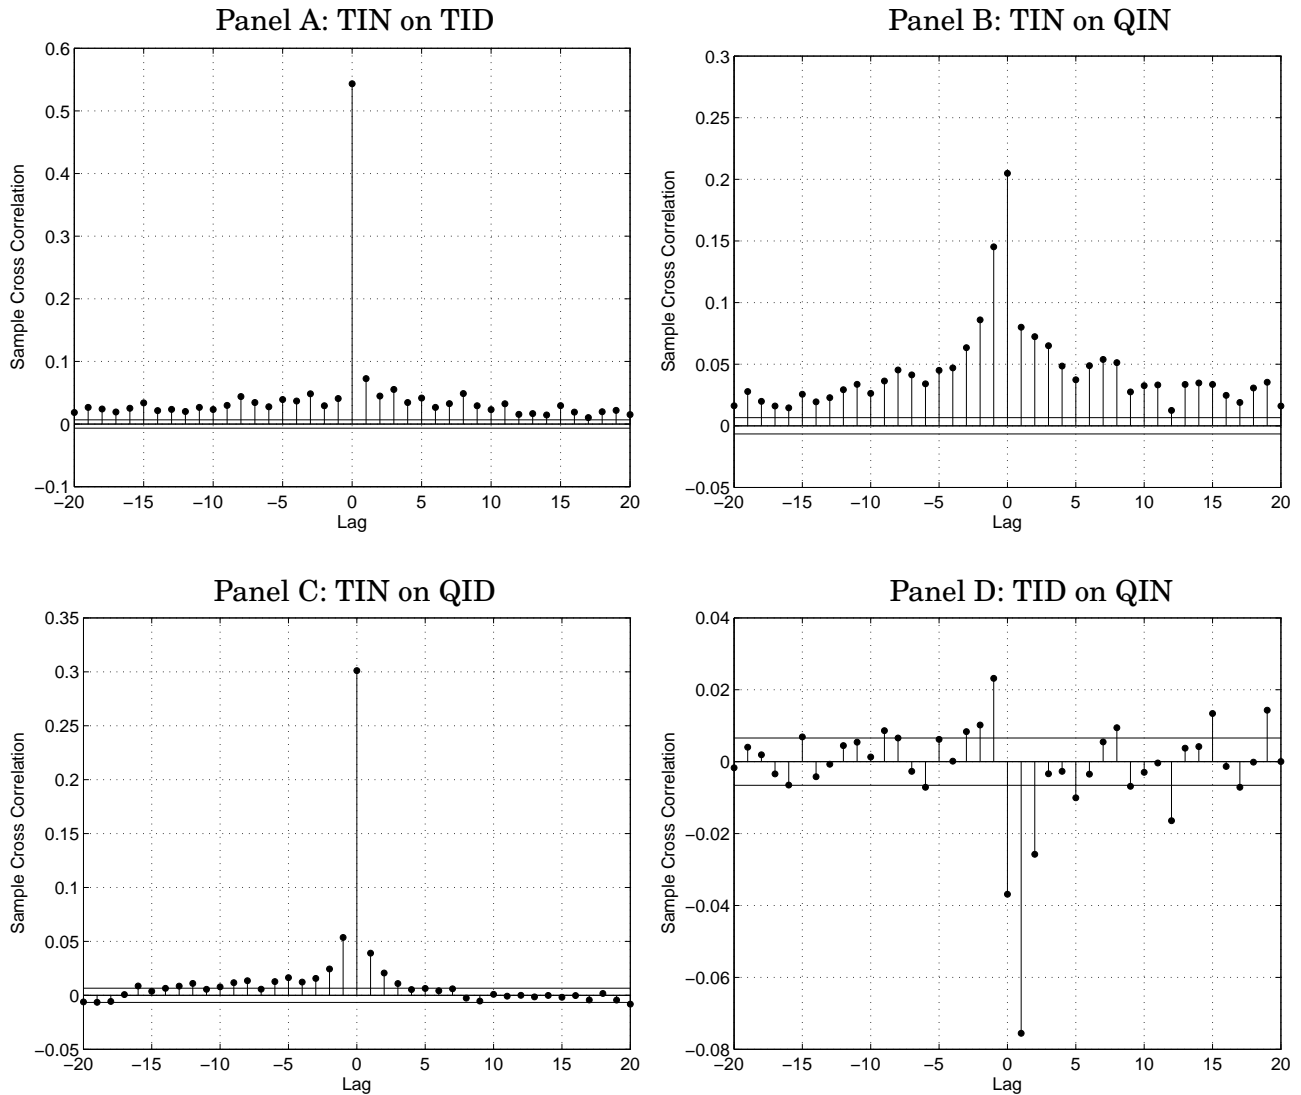 Panel A: TIN on TID
0.6
0.5
0.4
0.3
0.2
0.1
0
−0.1
Sample Cross Correlation
−20 −15 −10 −5 0 5 10 15 20
Lag
Panel B: TIN on QIN
0.3
0.25
0.2
0.15
0.1
0.05
0
−0.05
Sample Cross Correlation
−20 −15 −10 −5 0 5 10 15 20
Lag
Panel C: TIN on QID
0.35
0.3
0.25
0.2
0.15
0.1
0.05
0
−0.05
Sample Cross Correlation
−20 −15 −10 −5 0 5 10 15 20
Lag
Panel D: TID on QIN
0.04
0.02
0
−0.02
−0.04
−0.06
−0.08
Sample Cross Correlation
−20 −15 −10 −5 0 5 10 15 20
Lag